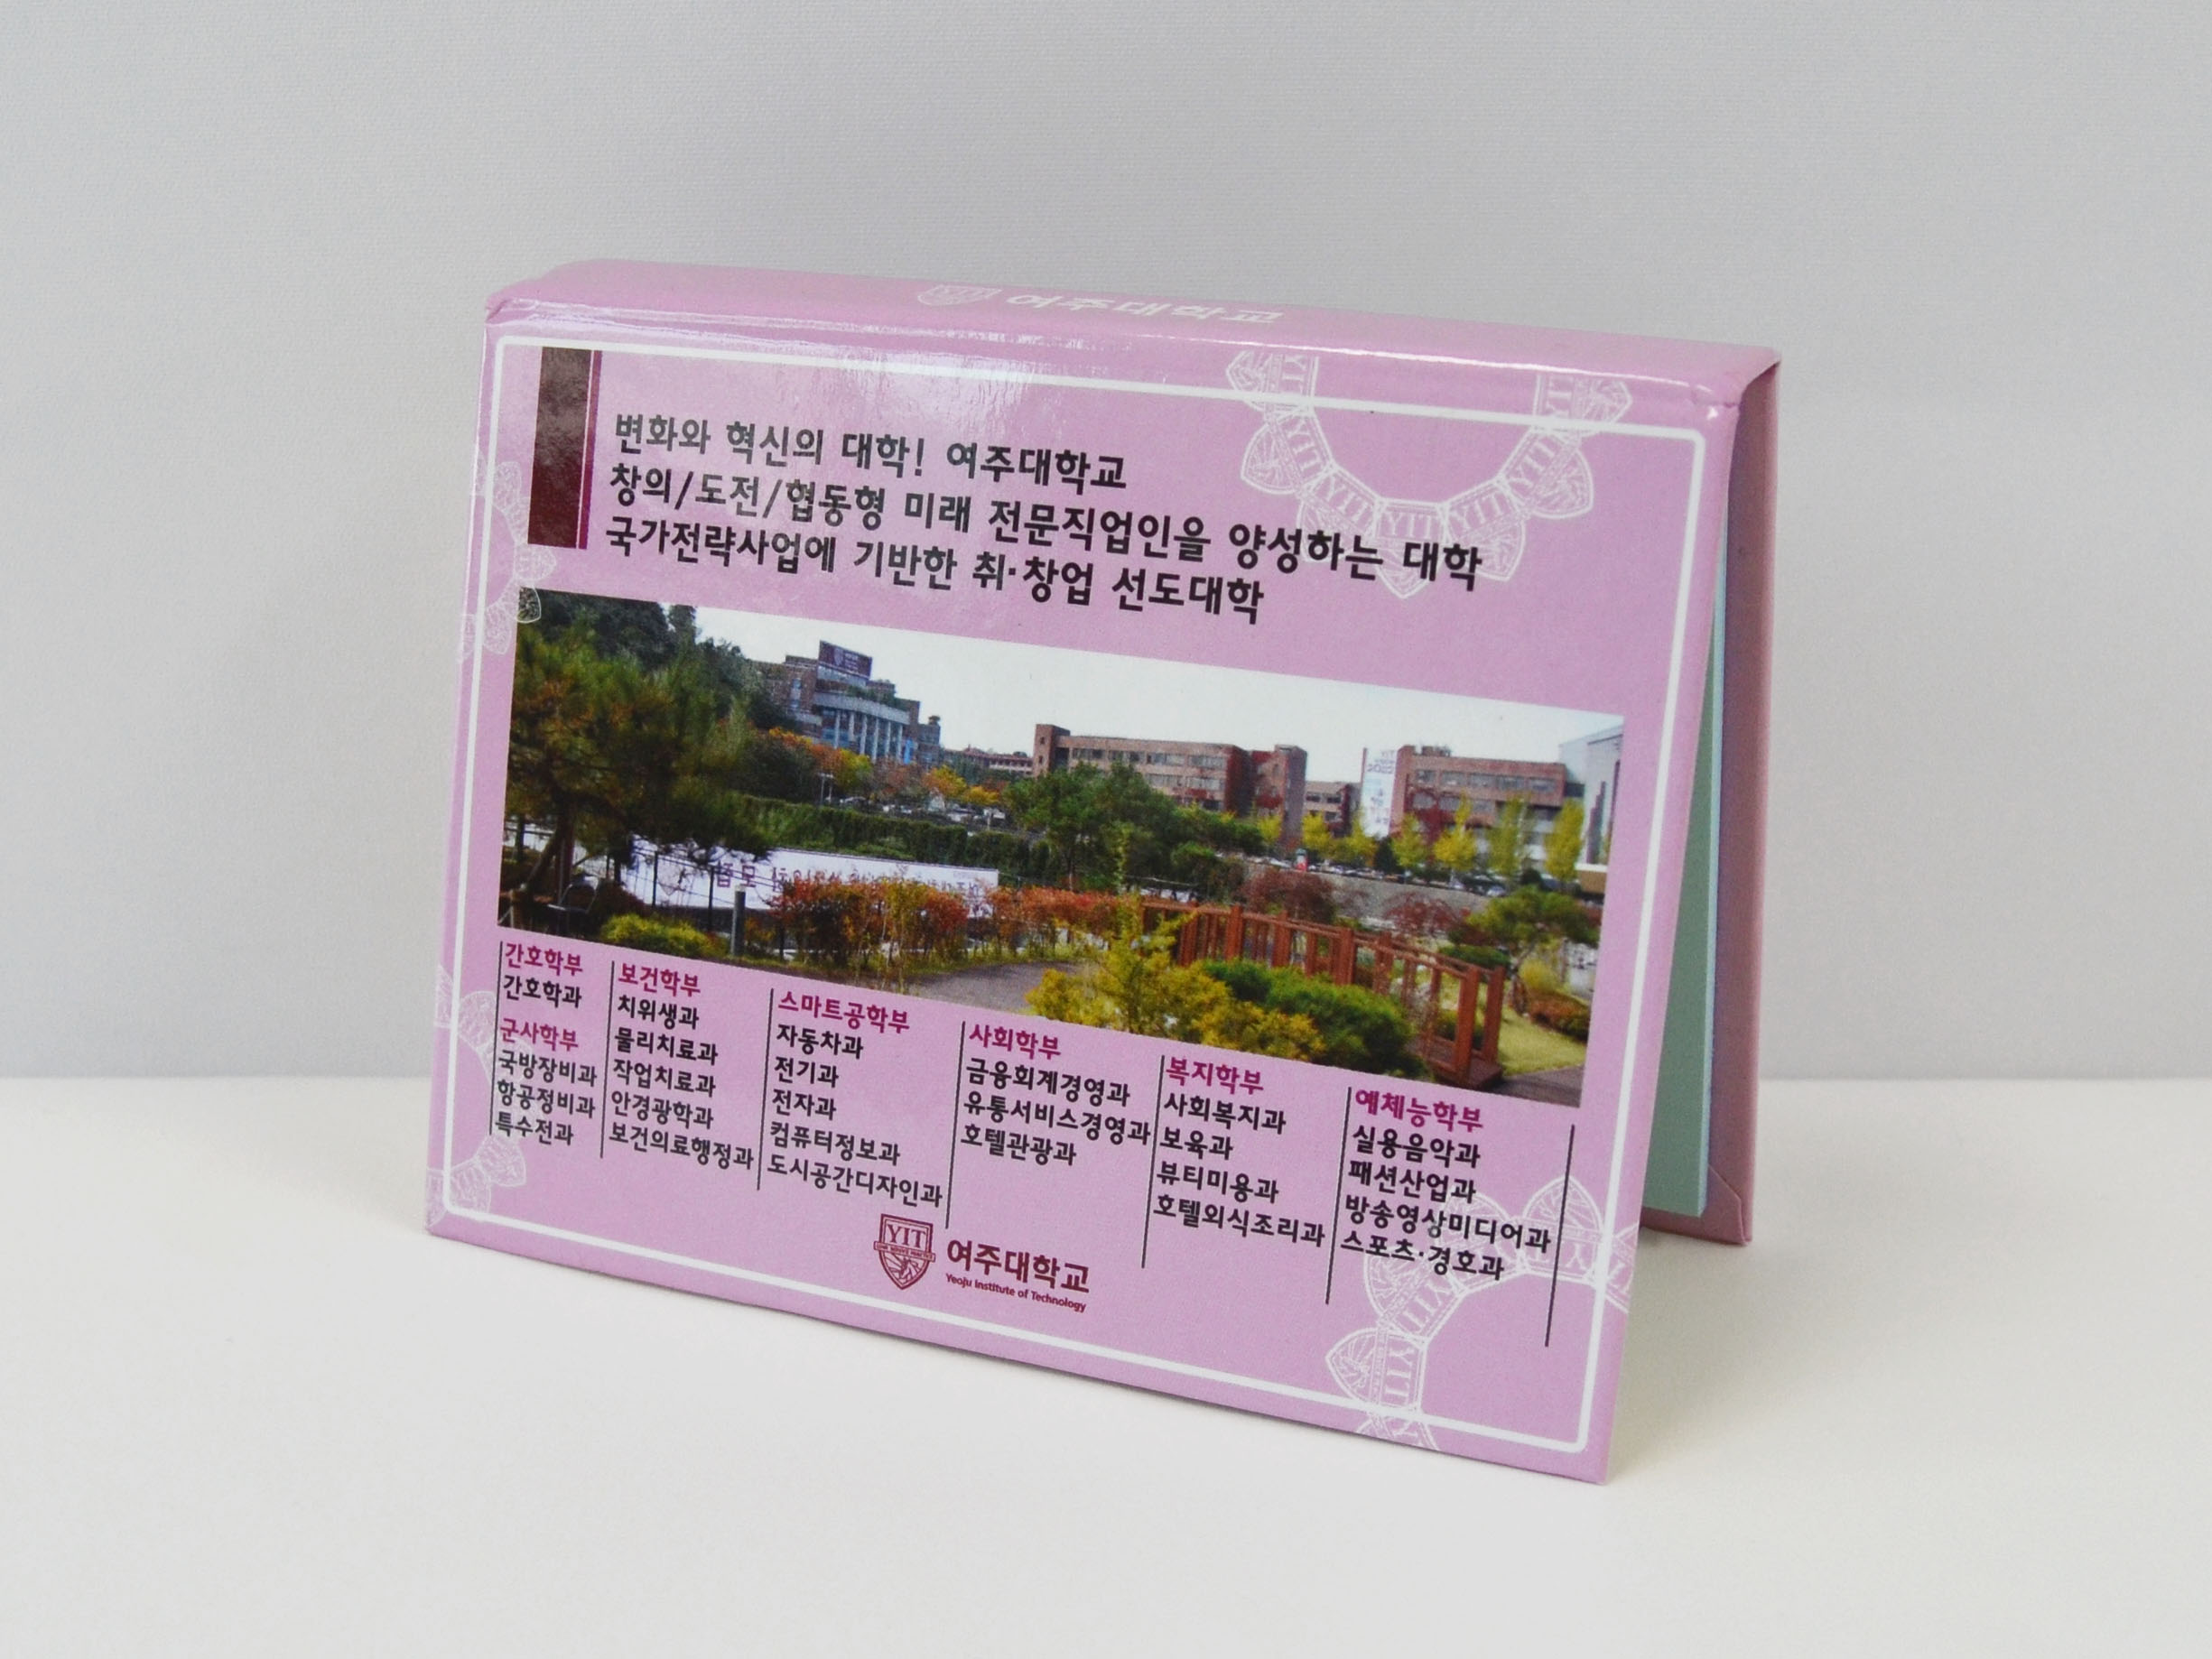 여주대학교
변화와 혁신의 대학! 여주대학교
창의/도전/협동형 미래 전문직업인을 양성하는 대학
국가전략사업에 기반한 취·창업 선도대학
간호학부
간호학과
군사학부
국방장비과
항공정비과
특수전과
보건학부
치위생과
물리치료과
작업치료과
안경광학과
보건의료행정과
스마트공학부
자동차과
전기과
전자과
컴퓨터정보과
도시공간디자인과
사회학부
금융회계경영과
유통서비스경영과
호텔관광과
복지학부
사회복지과
보육과
뷰티미용과
호텔외식조리과
예체능학부
실용음악과
패션산업과
방송영상미디어과
스포츠·경호과
YIT
여주대학교
Yeoju Institute of Technology